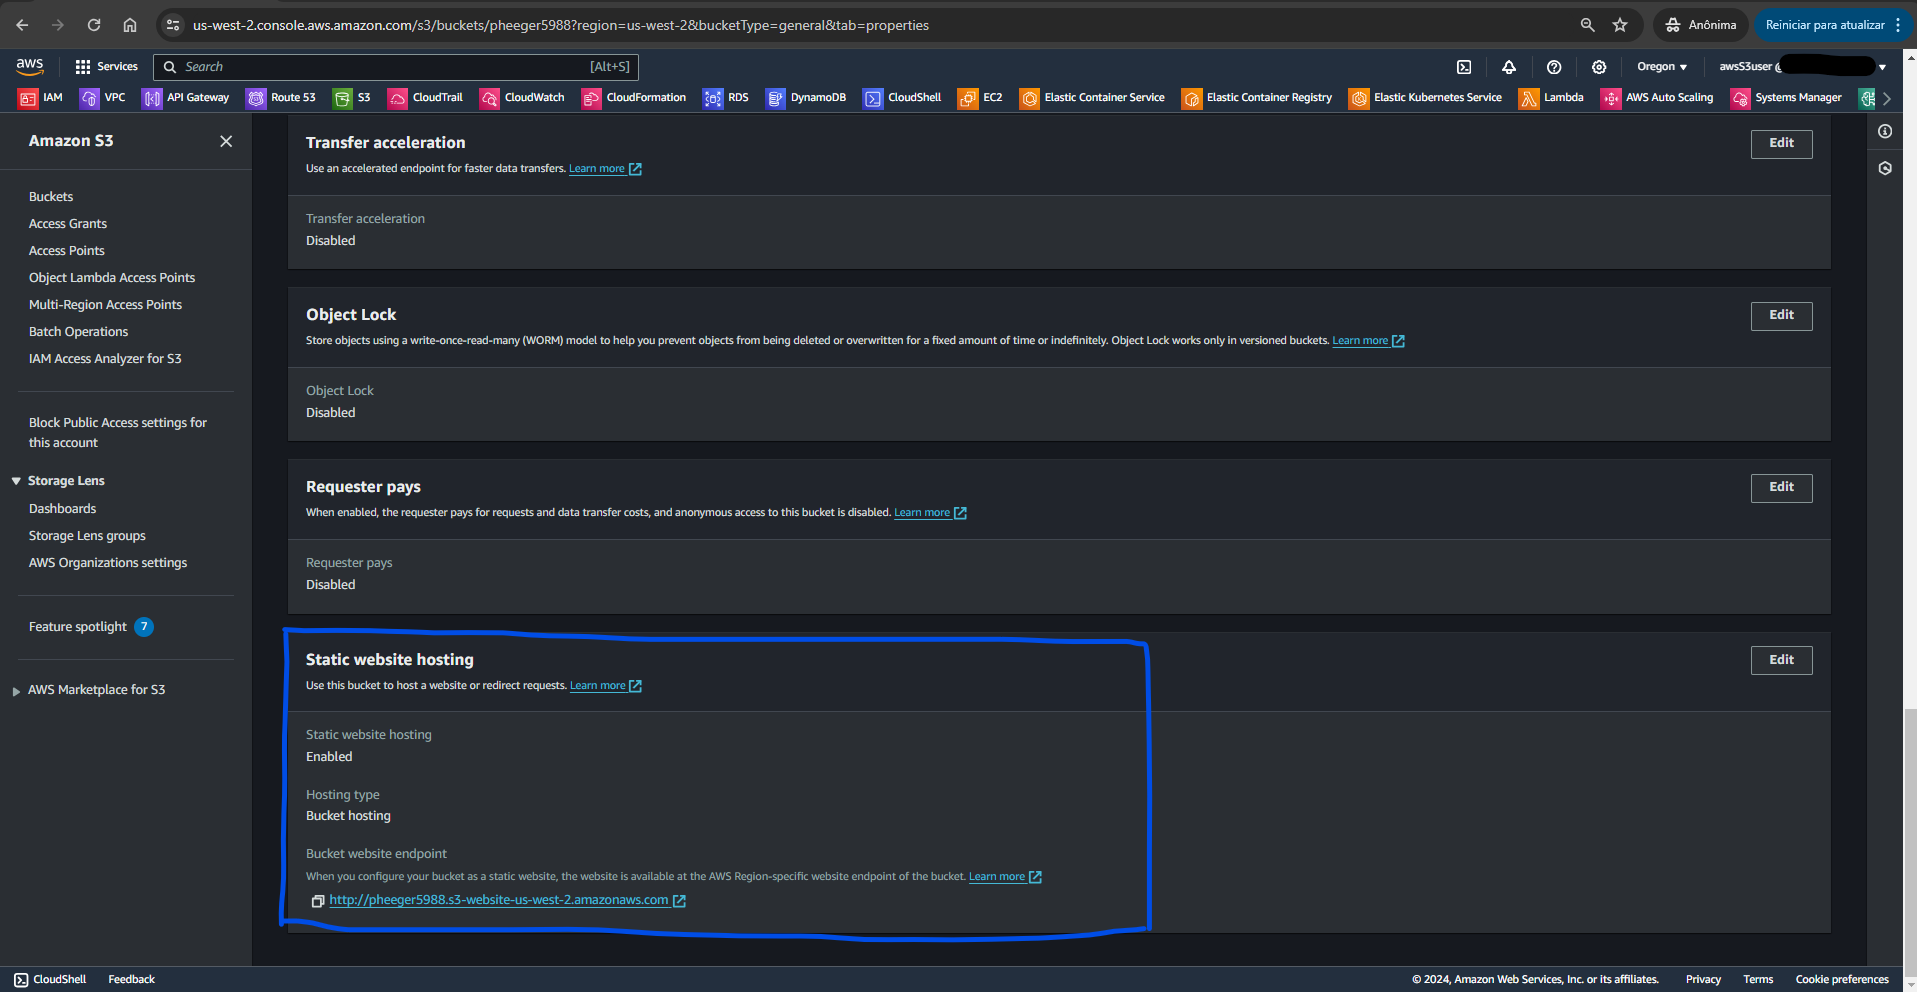 us-west-2.console.aws.amazon.com/s3/buckets/pheeger5988?region=us-west-2&bucketType=general&tab=properties
Anônima
Reiniciar para atualizar
aws
Services
Search
[Alt+S]
Oregon
awsS3user @
IAM
VPC
API Gateway
Route 53
S3
CloudTrail
CloudWatch
CloudFormation
RDS
DynamoDB
CloudShell
EC2
Elastic Container Service
Elastic Container Registry
Elastic Kubernetes Service
Lambda
AWS Auto Scaling
Systems Manager
Amazon S3
Buckets
Access Grants
Access Points
Object Lambda Access Points
Multi-Region Access Points
Batch Operations
IAM Access Analyzer for S3
Block Public Access settings for
this account
Storage Lens
Dashboards
Storage Lens groups
AWS Organizations settings
Feature spotlight 7
AWS Marketplace for S3
Transfer acceleration
Edit
Use an accelerated endpoint for faster data transfers. Learn more
Transfer acceleration
Disabled
Object Lock
Edit
Store objects using a write-once-read-many (WORM) model to help you prevent objects from being deleted or overwritten for a fixed amount of time or indefinitely. Object Lock works only in versioned buckets. Learn more
Object Lock
Disabled
Requester pays
Edit
When enabled, the requester pays for requests and data transfer costs, and anonymous access to this bucket is disabled. Learn more
Requester pays
Disabled
Static website hosting
Edit
Use this bucket to host a website or redirect requests. Learn more
Static website hosting
Enabled
Hosting type
Bucket hosting
Bucket website endpoint
When you configure your bucket as a static website, the website is available at the AWS Region-specific website endpoint of the bucket. Learn more
http://pheeger5988.s3-website-us-west-2.amazonaws.com
CloudShell
Feedback
© 2024, Amazon Web Services, Inc. or its affiliates.
Privacy
Terms
Cookie preferences